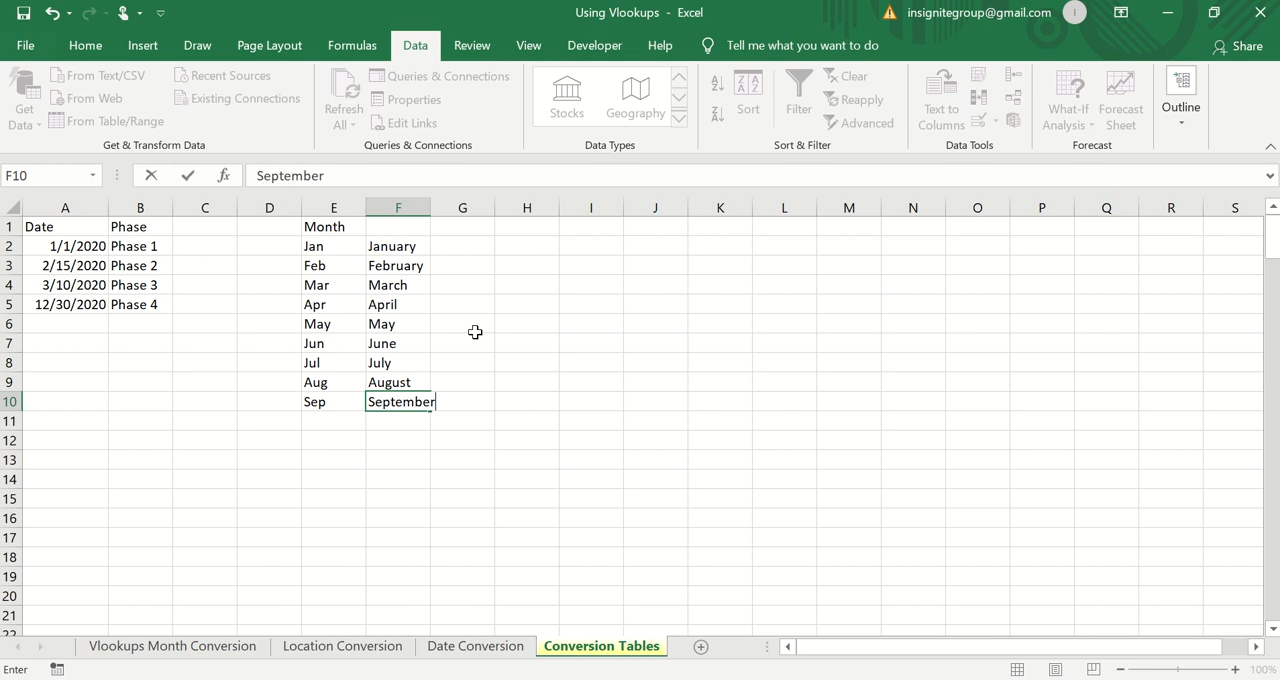 Using Vlookups - Excel
insignitegroup@gmail.com I
File Home Insert Draw Page Layout Formulas Data Review View Developer Help Tell me what you want to do Share
Get Data
From Text/CSV
From Web
From Table/Range
Recent Sources
Existing Connections
Get & Transform Data
Refresh All
Queries & Connections
Properties
Edit Links
Queries & Connections
Stocks Geography
Data Types
Sort
Filter
Clear
Reapply
Advanced
Sort & Filter
Text to Columns
Data Tools
What-If Analysis
Forecast Sheet
Forecast
Outline
F10 fx September
A B C D E F G H I J K L M N O P Q R S
1 Date Phase Month
2 1/1/2020 Phase 1 Jan January
3 2/15/2020 Phase 2 Feb February
4 3/10/2020 Phase 3 Mar March
5 12/30/2020 Phase 4 Apr April
6 May May
7 Jun June
8 Jul July
9 Aug August
10 Sep September
11
12
13
14
15
16
17
18
19
20
21
22
Vlookups Month Conversion Location Conversion Date Conversion Conversion Tables
Enter 100%